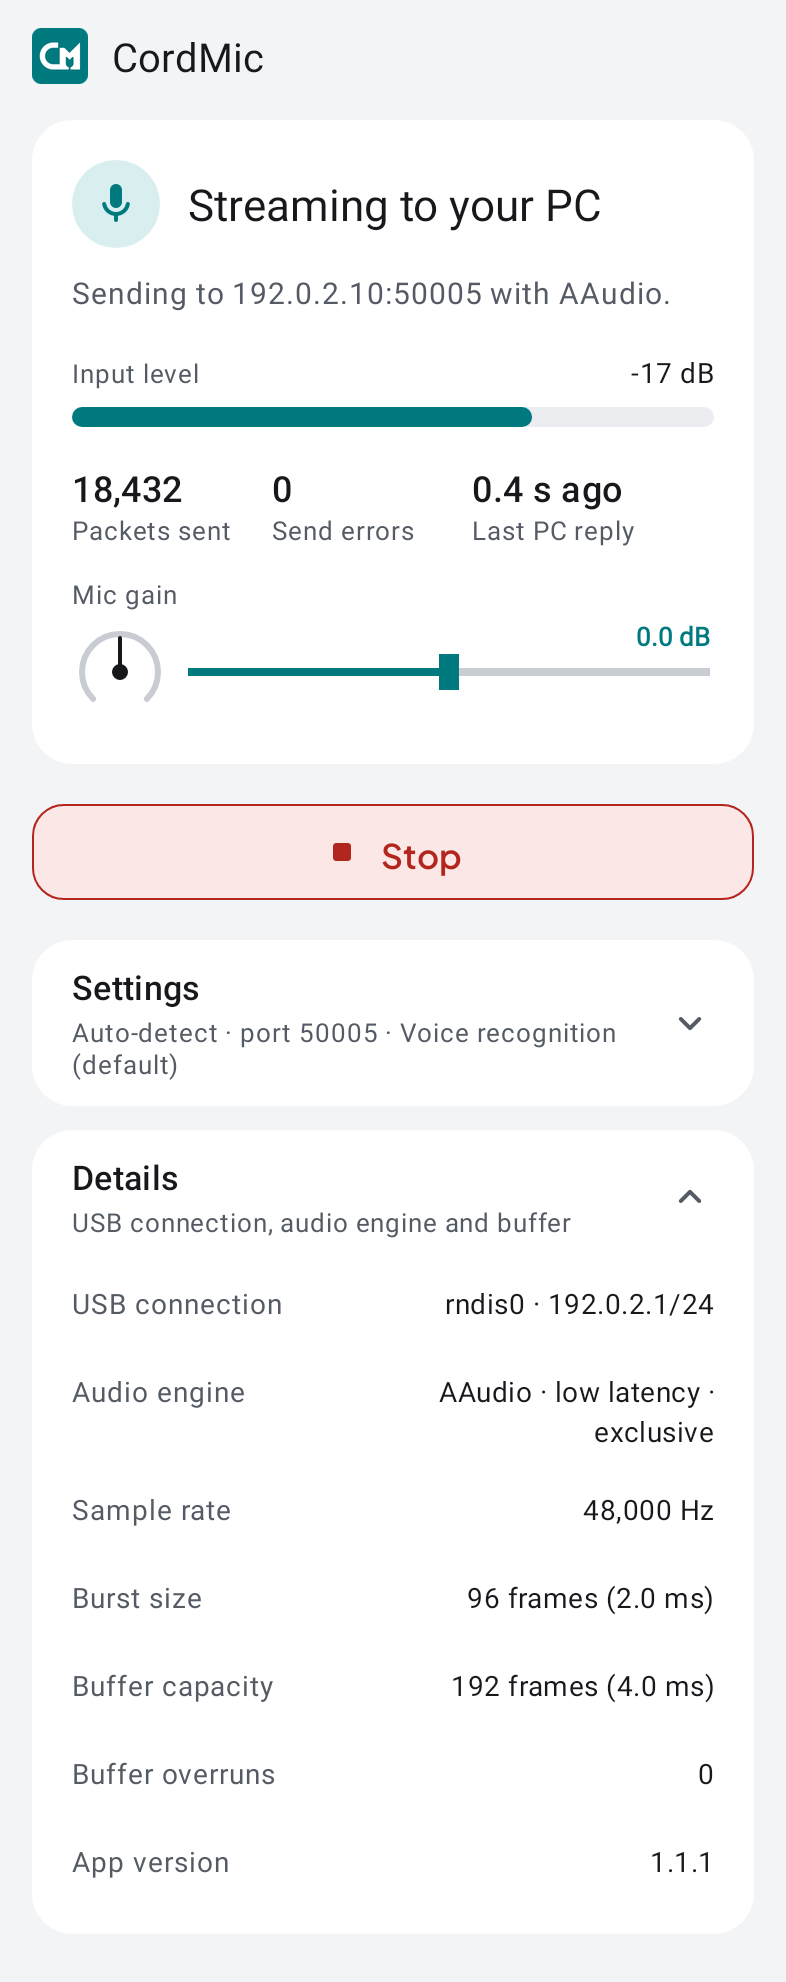 CM
CordMic
Streaming to your PC
Sending to 192.0.2.10:50005 with AAudio.
Input level
-17 dB
18,432
0
0.4 s ago
Packets sent
Send errors
Last PC reply
Mic gain
0.0 dB
Stop
Settings
Auto-detect · port 50005 · Voice recognition
(default)
Details
USB connection, audio engine and buffer
USB connection
rndis0 · 192.0.2.1/24
Audio engine
AAudio · low latency ·
exclusive
Sample rate
48,000 Hz
Burst size
96 frames (2.0 ms)
Buffer capacity
192 frames (4.0 ms)
Buffer overruns
0
App version
1.1.1